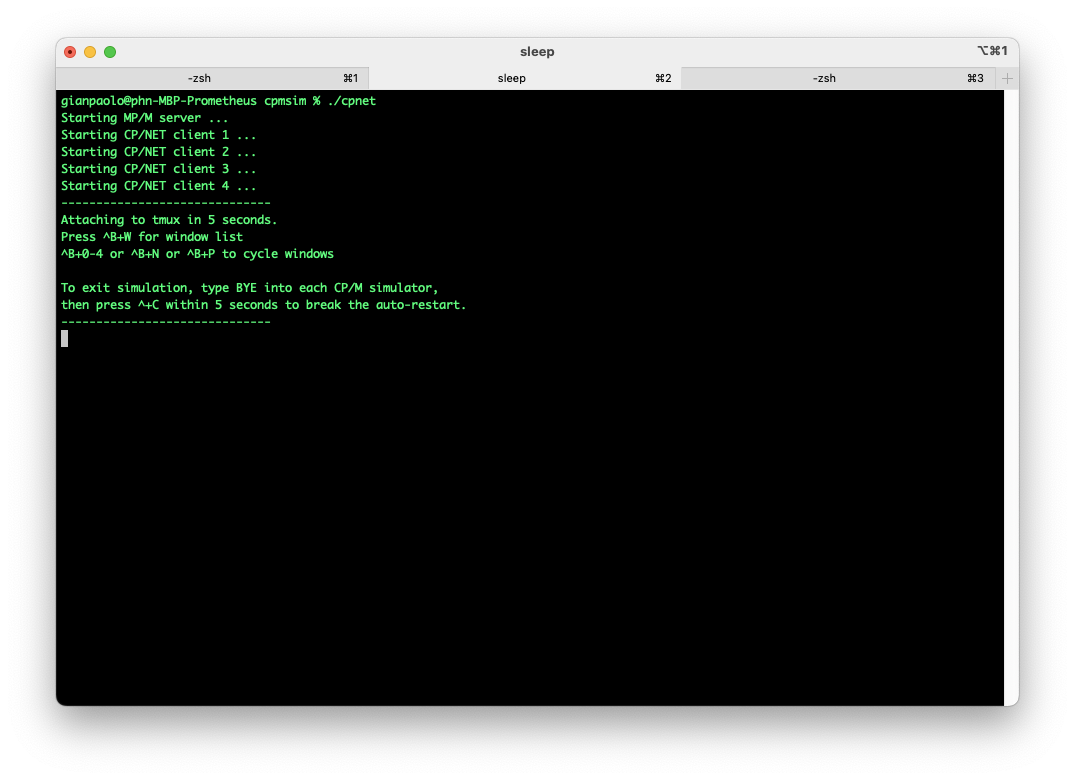 sleep
⌥⌘1
-zsh ⌘1 sleep ⌘2 -zsh ⌘3
gianpaolo@phn-MBP-Prometheus cpmsim % ./cpnet
Starting MP/M server ...
Starting CP/NET client 1 ...
Starting CP/NET client 2 ...
Starting CP/NET client 3 ...
Starting CP/NET client 4 ...
------------------------------
Attaching to tmux in 5 seconds.
Press ^B+W for window list
^B+0-4 or ^B+N or ^B+P to cycle windows
To exit simulation, type BYE into each CP/M simulator,
then press ^+C within 5 seconds to break the auto-restart.
------------------------------